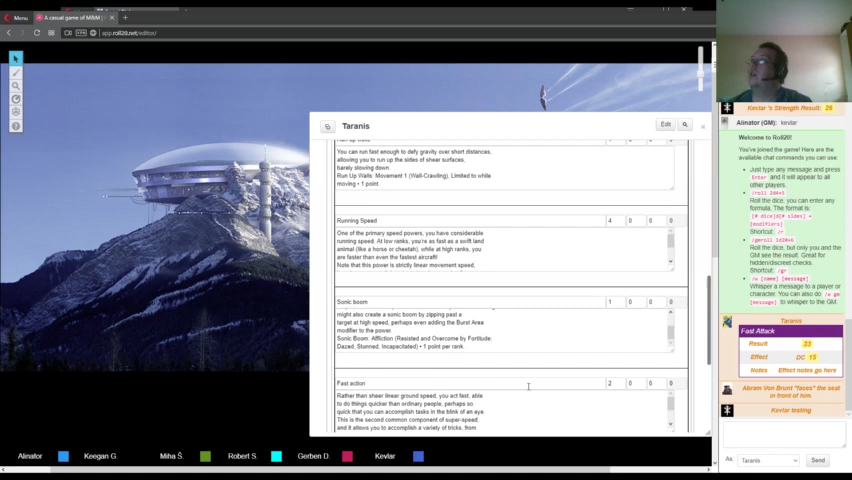 Menu
A casual game of M&M |
app.roll20.net/editor/
Taranis
Edit
You can run fast enough to defy gravity over short distances,
allowing you to run up the sides of shear surfaces,
barely slowing down.
Run Up Walls: Movement 1 (Wall-Crawling), Limited to while
moving • 1 point
Running Speed
4 0 0 0
One of the primary speed powers, you have considerable
running speed. At low ranks, you're as fast as a swift land
animal (like a horse or cheetah), while at high ranks, you
are faster than even the fastest aircraft!
Note that this power is strictly linear movement speed,
Sonic boom
1 0 0 0
might also create a sonic boom by zipping past a
target at high speed, perhaps even adding the Burst Area
modifier to the power.
Sonic Boom: Affliction (Resisted and Overcome by Fortitude;
Dazed, Stunned, Incapacitated) • 1 point per rank.
Fast action
2 0 0 0
Rather than sheer linear ground speed, you act fast, able
to do things quicker than ordinary people, perhaps so
quick that you can accomplish tasks in the blink of an eye.
This is the second common component of super-speed,
and it allows you to accomplish a variety of tricks, from
Alinator
Keegan G.
Miha Š.
Robert S.
Gerben D.
Kevlar
Kevlar 's Strength Result: 26
Alinator (GM): kevlar
Welcome to Roll20!
You've joined the game! Here are the
available chat commands you can use:
Just type any message and press
Enter and it will appear to all
other players.
/roll 2d4+5
Roll the dice, you can enter any
formula. The format is:
[# dice]d[# sides] +
[modifiers]
Shortcut: /r
/gmroll 1d20+6
Roll the dice, but only you and the
GM see the result. Great for
hidden/discreet checks.
Shortcut: /gr
/w [name] [message]
Whisper a message to a player or
character. You can also do /w gm
[message] to whisper to the GM.
Taranis
Fast Attack
Result 23
Effect DC 15
Notes Effect notes go here
Abram Von Brunt "faces" the seat
in front of him.
Kevlar testing
As:
Taranis
Send